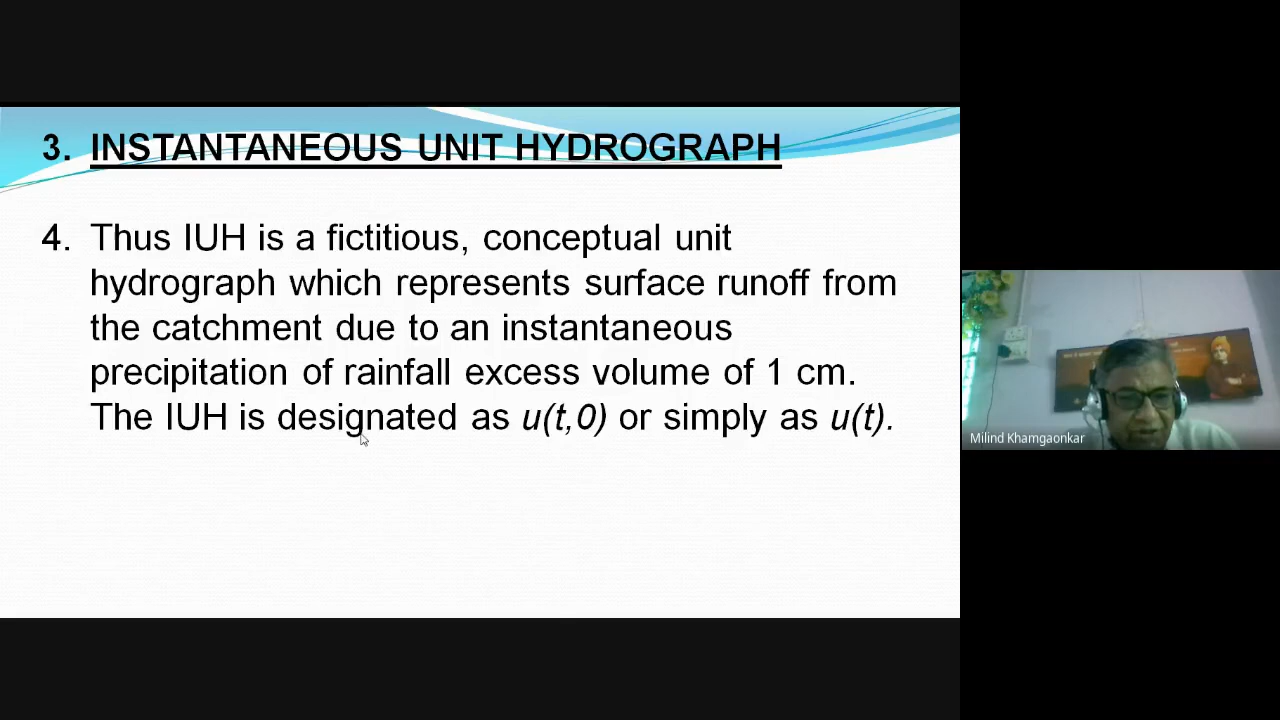 3. INSTANTANEOUS UNIT HYDROGRAPH
4. Thus IUH is a fictitious, conceptual unit
hydrograph which represents surface runoff from
the catchment due to an instantaneous
precipitation of rainfall excess volume of 1 cm.
The IUH is designated as u(t,0) or simply as u(t).
Milind Khamgaonkar